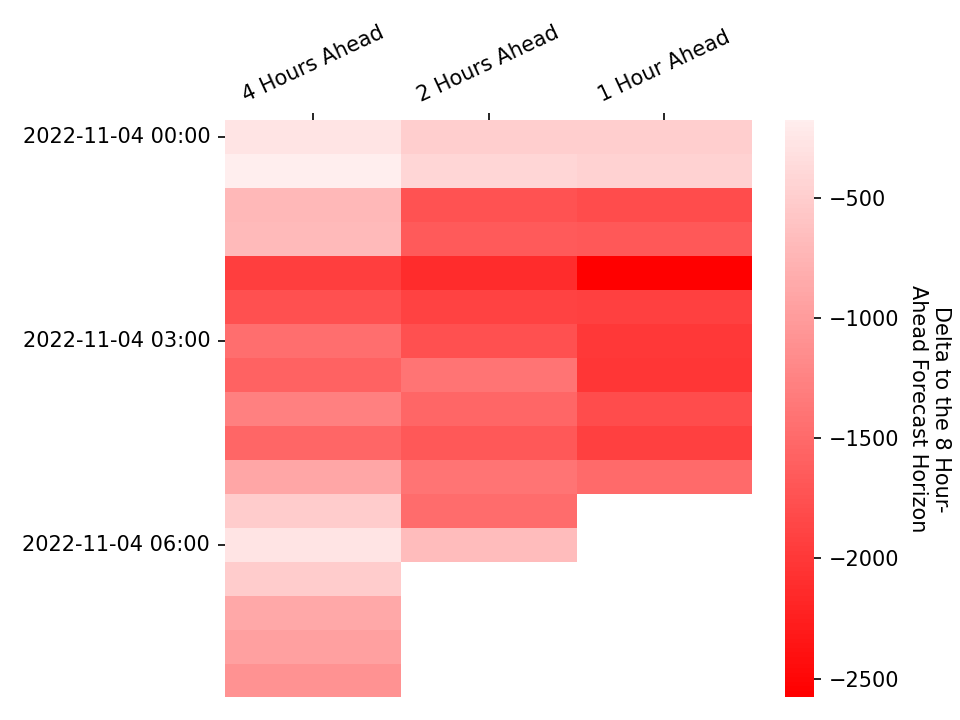 4 Hours Ahead
2 Hours Ahead
1 Hour Ahead
2022-11-04 00:00
2022-11-04 03:00
2022-11-04 06:00
−500
−1000
−1500
−2000
−2500
Delta to the 8 Hour-
Ahead Forecast Horizon